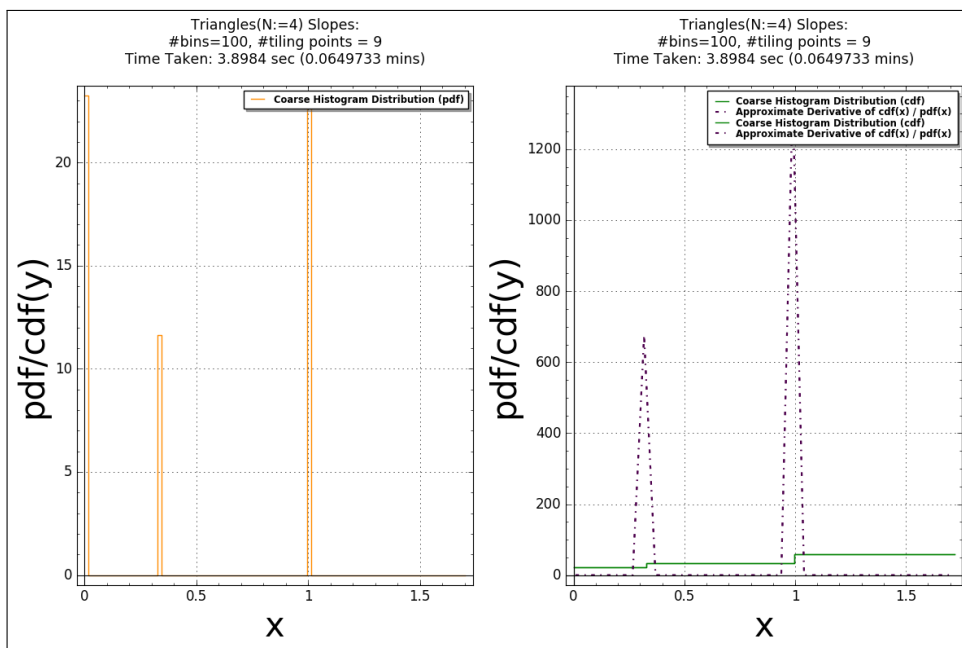 Triangles(N:=4) Slopes:
#bins=100, #tiling points = 9
Time Taken: 3.8984 sec (0.0649733 mins)
Coarse Histogram Distribution (pdf)
20
15
10
5
0
0
0.5
1
1.5
pdf/cdf(y)
x
Triangles(N:=4) Slopes:
#bins=100, #tiling points = 9
Time Taken: 3.8984 sec (0.0649733 mins)
Coarse Histogram Distribution (cdf)
Approximate Derivative of cdf(x) / pdf(x)
Coarse Histogram Distribution (cdf)
Approximate Derivative of cdf(x) / pdf(x)
1200
1000
800
600
400
200
0
0
0.5
1
1.5
pdf/cdf(y)
x